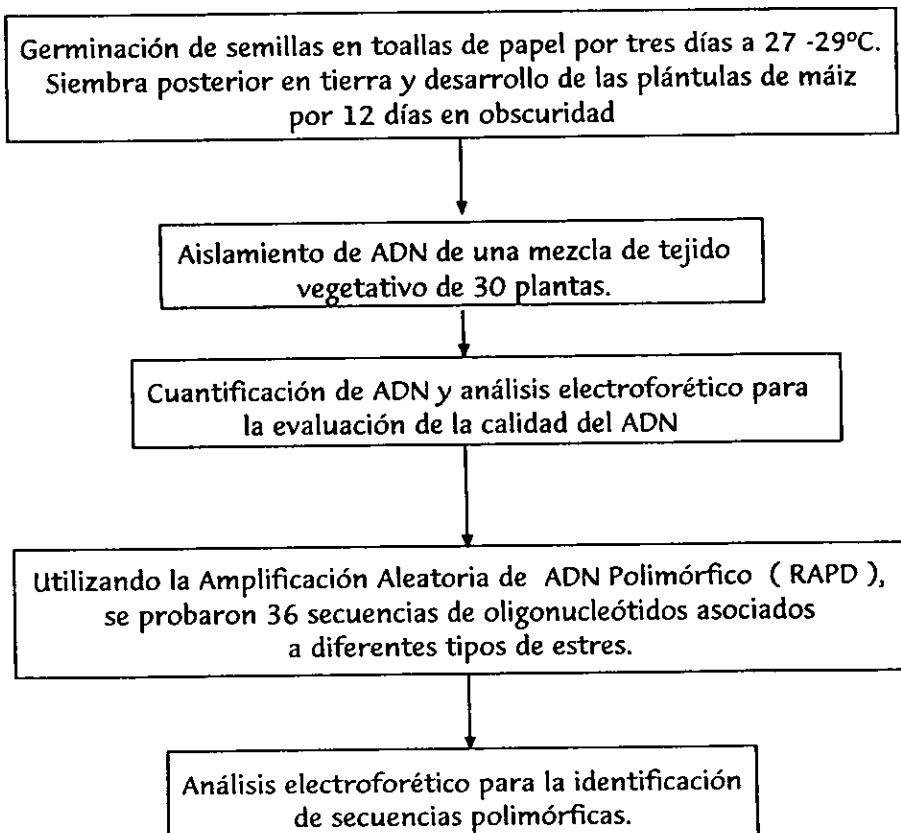 Germinación de semillas en toallas de papel por tres días a 27 -29ºC.
Siembra posterior en tierra y desarrollo de las plántulas de máiz
por 12 días en obscuridad
Aislamiento de ADN de una mezcla de tejido
vegetativo de 30 plantas.
Cuantificación de ADN y análisis electroforético para
la evaluación de la calidad del ADN
Utilizando la Amplificación Aleatoria de ADN Polimórfico ( RAPD ),
se probaron 36 secuencias de oligonucleótidos asociados
a diferentes tipos de estres.
Análisis electroforético para la identificación
de secuencias polimórficas.